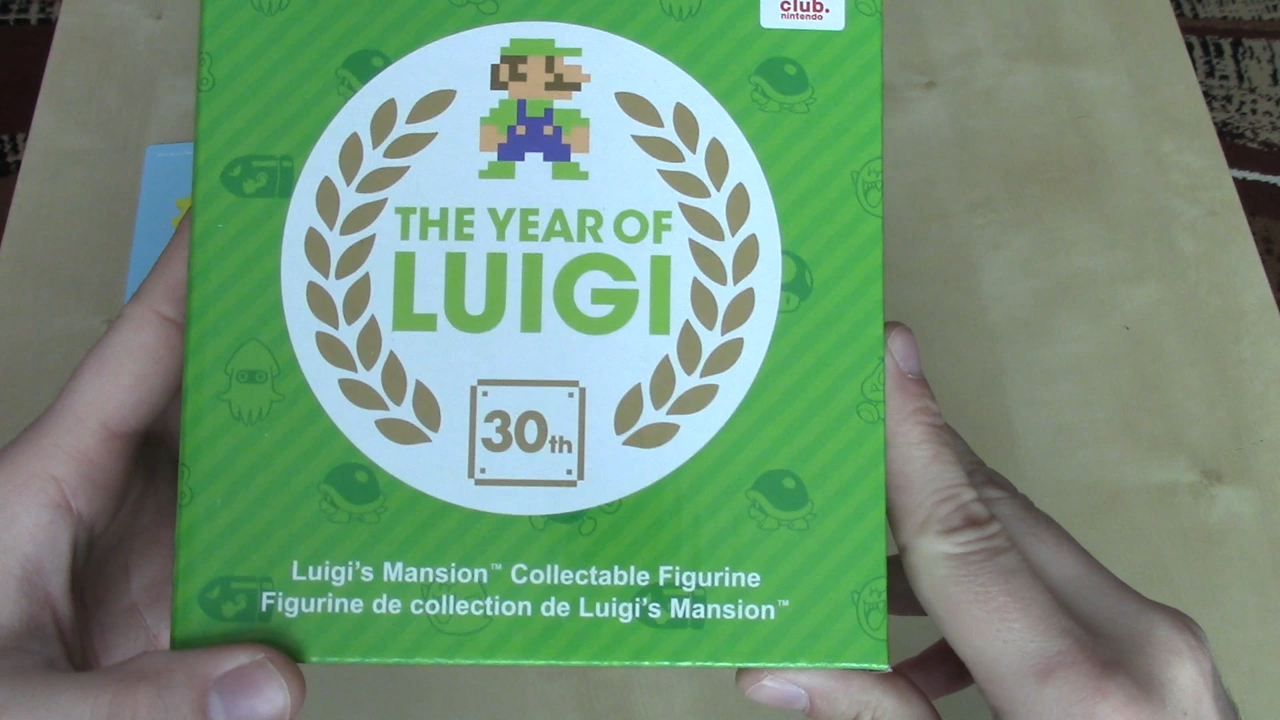 club.
nintendo
THE YEAR OF
LUIGI
30th
Luigi's Mansion™ Collectable Figurine
Figurine de collection de Luigi's Mansion™